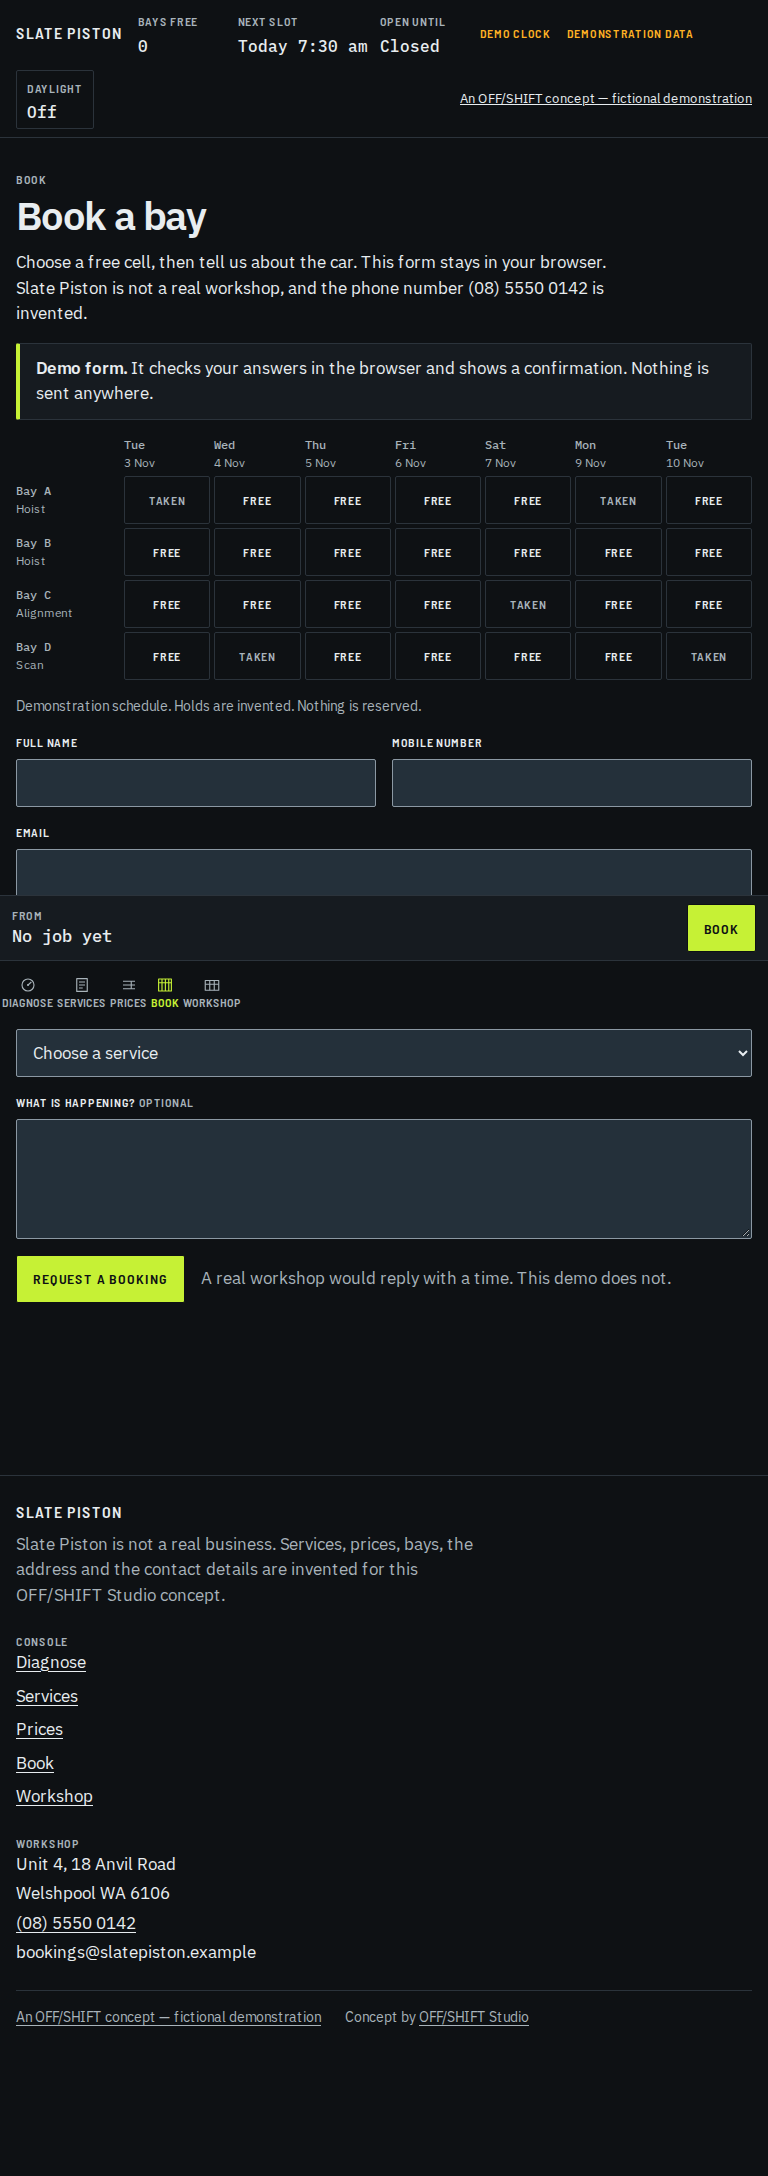 SLATE PISTON
BAYS FREE
0
NEXT SLOT
Today 7:30 am
OPEN UNTIL
Closed
DEMO CLOCK
DEMONSTRATION DATA
DAYLIGHT
Off
An OFF/SHIFT concept — fictional demonstration
BOOK
Book a bay
Choose a free cell, then tell us about the car. This form stays in your browser.
Slate Piston is not a real workshop, and the phone number (08) 5550 0142 is
invented.
Demo form. It checks your answers in the browser and shows a confirmation. Nothing is
sent anywhere.
Tue Wed Thu Fri Sat Mon Tue
3 Nov 4 Nov 5 Nov 6 Nov 7 Nov 9 Nov 10 Nov
Bay A
Hoist
TAKEN FREE FREE FREE FREE TAKEN FREE
Bay B
Hoist
FREE FREE FREE FREE FREE FREE FREE
Bay C
Alignment
FREE FREE FREE FREE TAKEN FREE FREE
Bay D
Scan
FREE TAKEN FREE FREE FREE FREE TAKEN
Demonstration schedule. Holds are invented. Nothing is reserved.
FULL NAME
MOBILE NUMBER
EMAIL
FROM
No job yet
BOOK
DIAGNOSE SERVICES PRICES BOOK WORKSHOP
Choose a service
WHAT IS HAPPENING? OPTIONAL
REQUEST A BOOKING
A real workshop would reply with a time. This demo does not.
SLATE PISTON
Slate Piston is not a real business. Services, prices, bays, the
address and the contact details are invented for this
OFF/SHIFT Studio concept.
CONSOLE
Diagnose
Services
Prices
Book
Workshop
WORKSHOP
Unit 4, 18 Anvil Road
Welshpool WA 6106
(08) 5550 0142
bookings@slatepiston.example
An OFF/SHIFT concept — fictional demonstration
Concept by OFF/SHIFT Studio